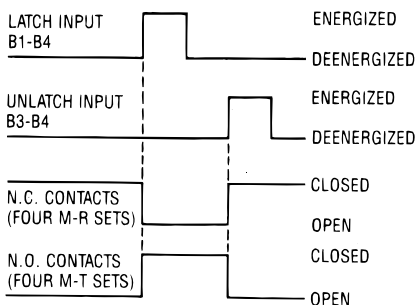 LATCH INPUT
B1-B4
ENERGIZED
DEENERGIZED
UNLATCH INPUT
B3-B4
ENERGIZED
DEENERGIZED
N.C. CONTACTS
(FOUR M-R SETS)
CLOSED
OPEN
N.O. CONTACTS
(FOUR M-T SETS)
CLOSED
OPEN